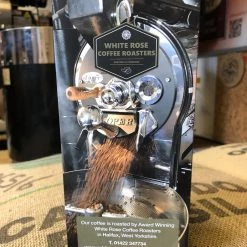 WHITE ROSE
COFFEE ROASTERS
OPEN
Our coffee is roasted by Award Winning
White Rose Coffee Roasters
in Halifax, West Yorkshire
T. 01422 347734